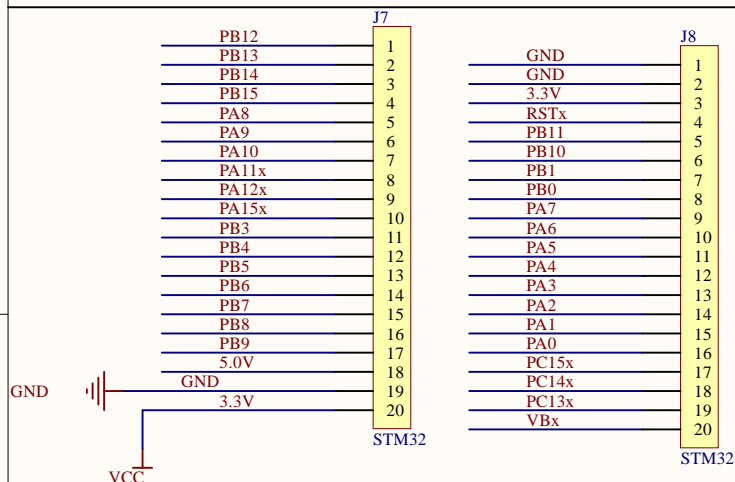 J7
PB12 1
PB13 2
PB14 3
PB15 4
PA8 5
PA9 6
PA10 7
PA11x 8
PA12x 9
PA15x 10
PB3 11
PB4 12
PB5 13
PB6 14
PB7 15
PB8 16
PB9 17
5.0V 18
GND GND 19
3.3V 20
STM32
VCC
J8
GND 1
GND 2
3.3V 3
RSTx 4
PB11 5
PB10 6
PB1 7
PB0 8
PA7 9
PA6 10
PA5 11
PA4 12
PA3 13
PA2 14
PA1 15
PA0 16
PC15x 17
PC14x 18
PC13x 19
VBx 20
STM32